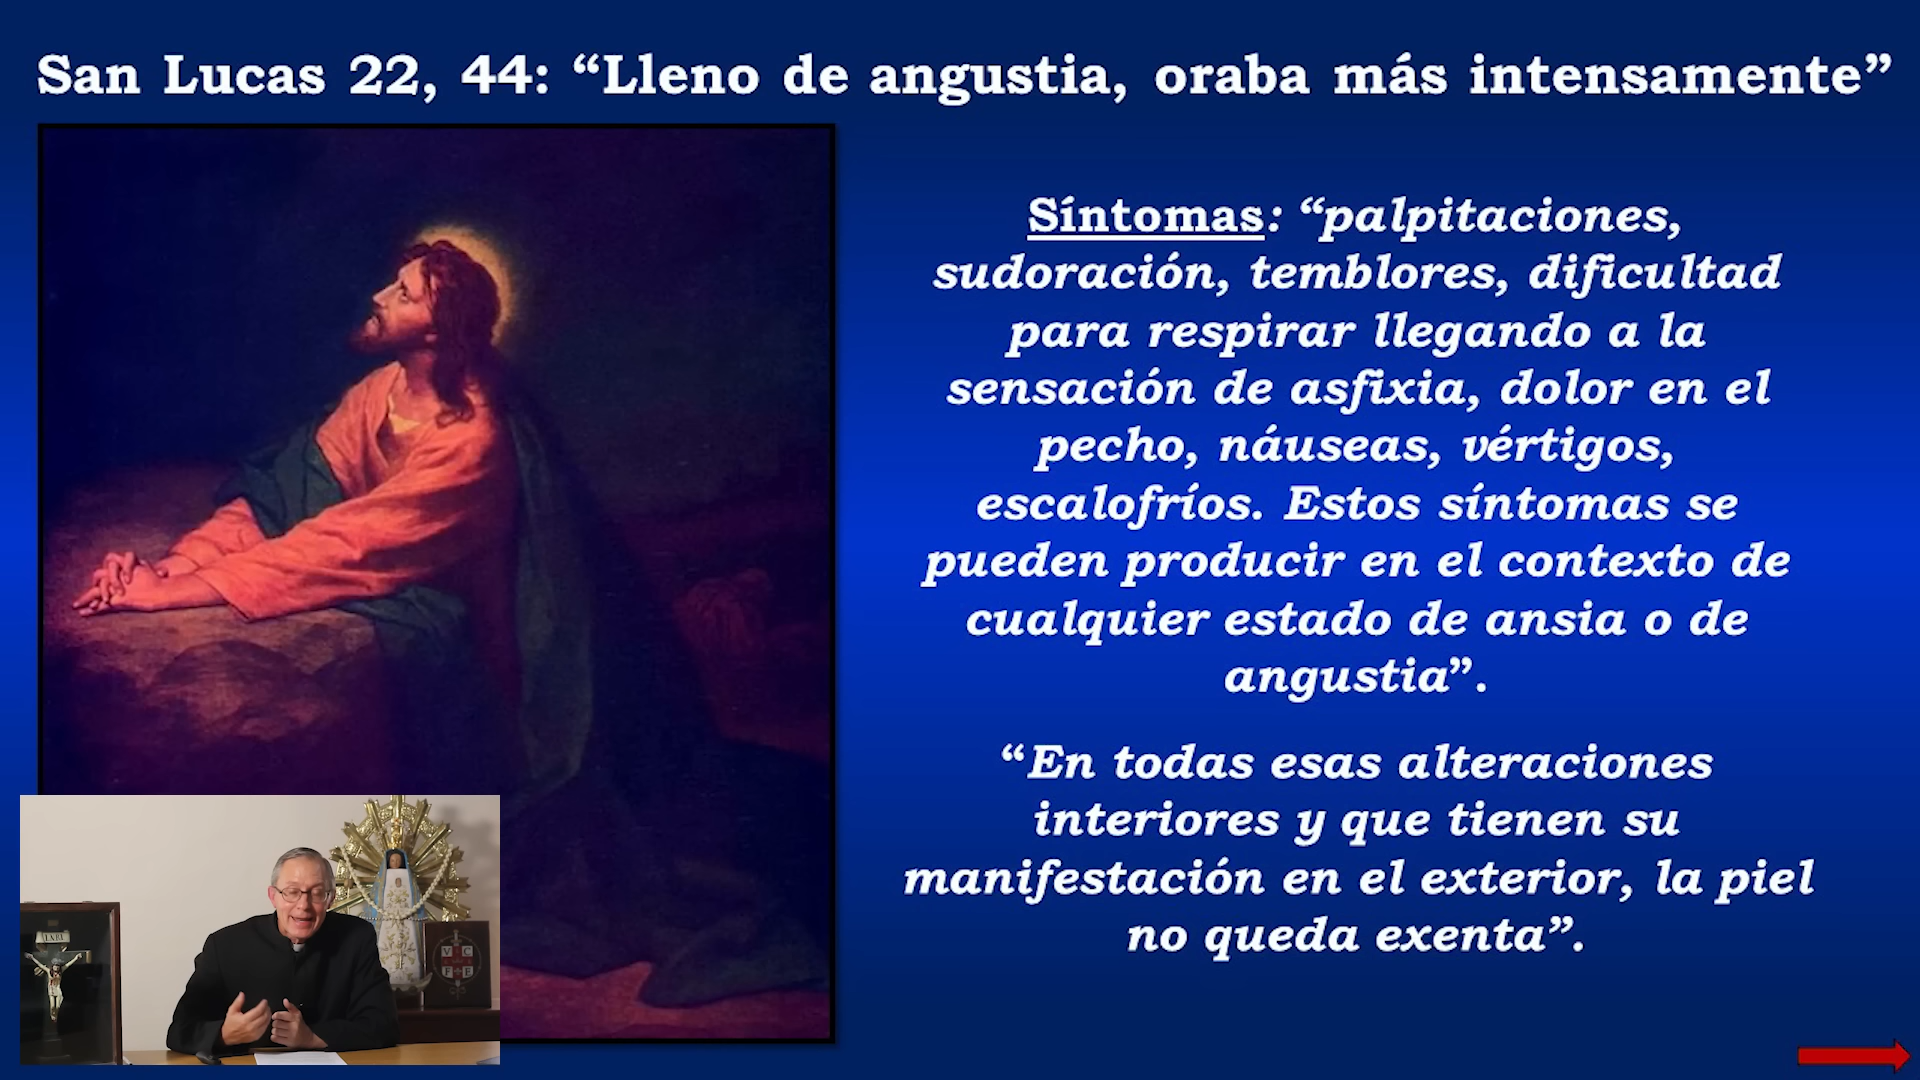 San Lucas 22, 44: “Lleno de angustia, oraba más intensamente”
Síntomas: “palpitaciones,
sudoración, temblores, dificultad
para respirar llegando a la
sensación de asfixia, dolor en el
pecho, náuseas, vértigos,
escalofríos. Estos síntomas se
pueden producir en el contexto de
cualquier estado de ansia o de
angustia”.
“En todas esas alteraciones
interiores y que tienen su
manifestación en el exterior, la piel
no queda exenta”.
INRI
V C
F E